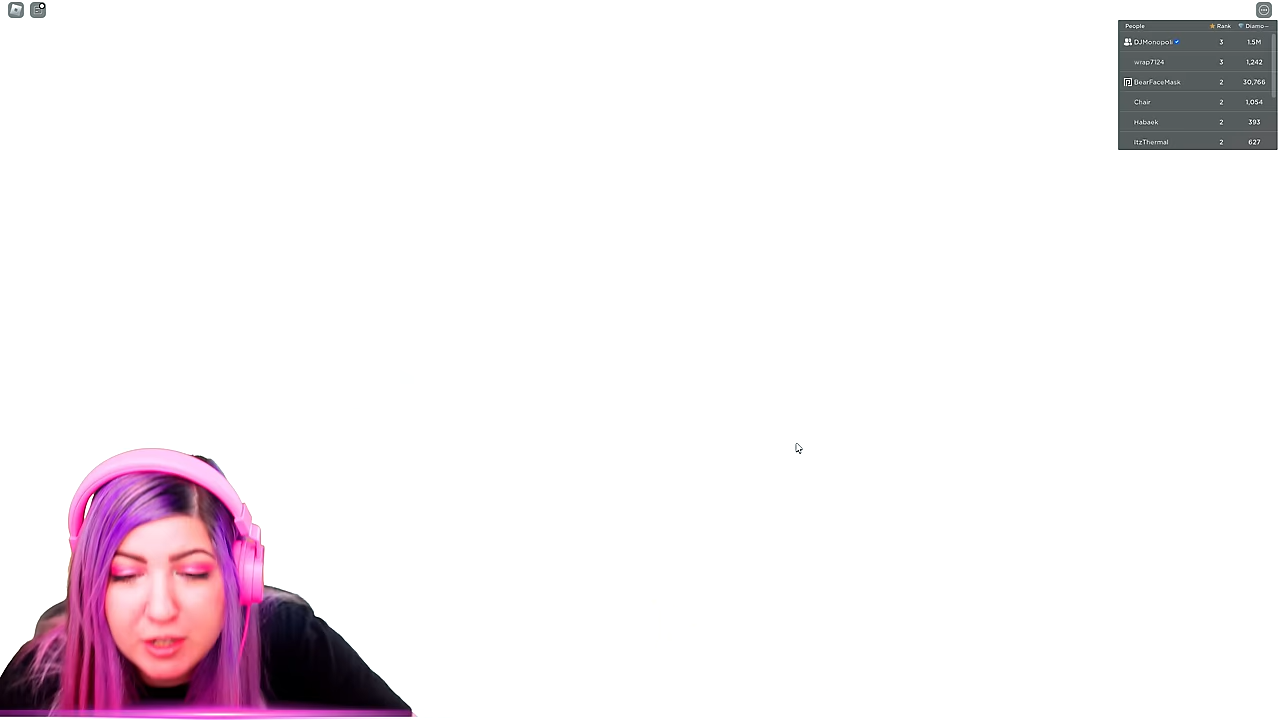 People Rank Diamo–
DJMonopoli 3 1.5M
wrap7124 3 1,242
BearFaceMask 2 30,766
Chair 2 1,054
Habaek 2 393
ItzThermal 2 627